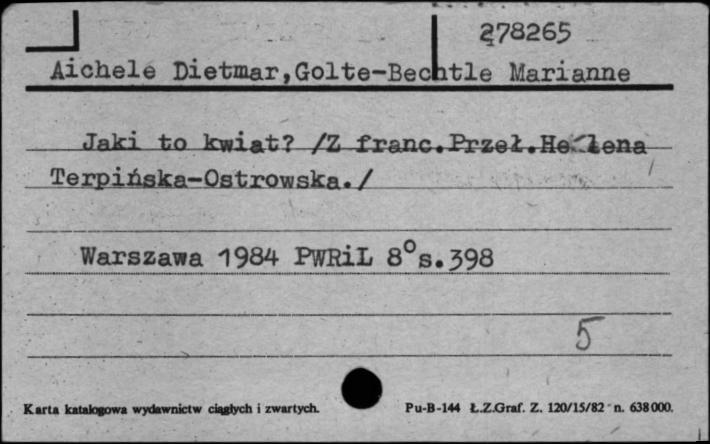 278265
Aichele Dietmar,Golte-Bechtle Marianne
Jaki to kwiat? /Z franc.Przeł.Helena
Terpińska-Ostrowska./
Warszawa 1984 PWRiL 8°s.398
5
Karta katalogowa wydawnictw ciągłych i zwartych.
Pu-B-144 Ł.Z.Graf. Z. 120/15/82 n. 638000.